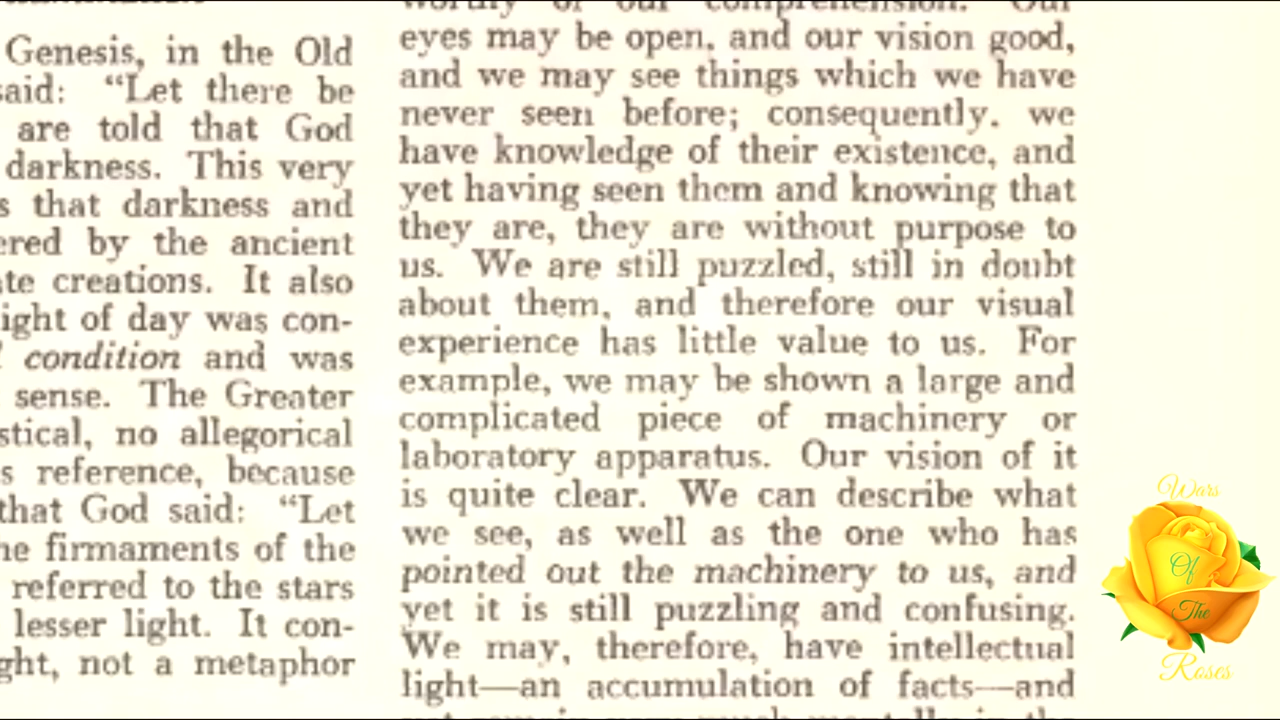 Genesis, in the Old
said: “Let there be
are told that God
darkness. This very
s that darkness and
ered by the ancient
ate creations. It also
ight of day was con-
condition and was
sense. The Greater
stical, no allegorical
s reference, because
that God said: “Let
he firmaments of the
referred to the stars
lesser light. It con-
ght, not a metaphor
worthy of our comprehension. Our
eyes may be open, and our vision good,
and we may see things which we have
never seen before; consequently, we
have knowledge of their existence, and
yet having seen them and knowing that
they are, they are without purpose to
us. We are still puzzled, still in doubt
about them, and therefore our visual
experience has little value to us. For
example, we may be shown a large and
complicated piece of machinery or
laboratory apparatus. Our vision of it
is quite clear. We can describe what
we see, as well as the one who has
pointed out the machinery to us, and
yet it is still puzzling and confusing.
We may, therefore, have intellectual
light—an accumulation of facts—and
Wars
Of
The
Roses